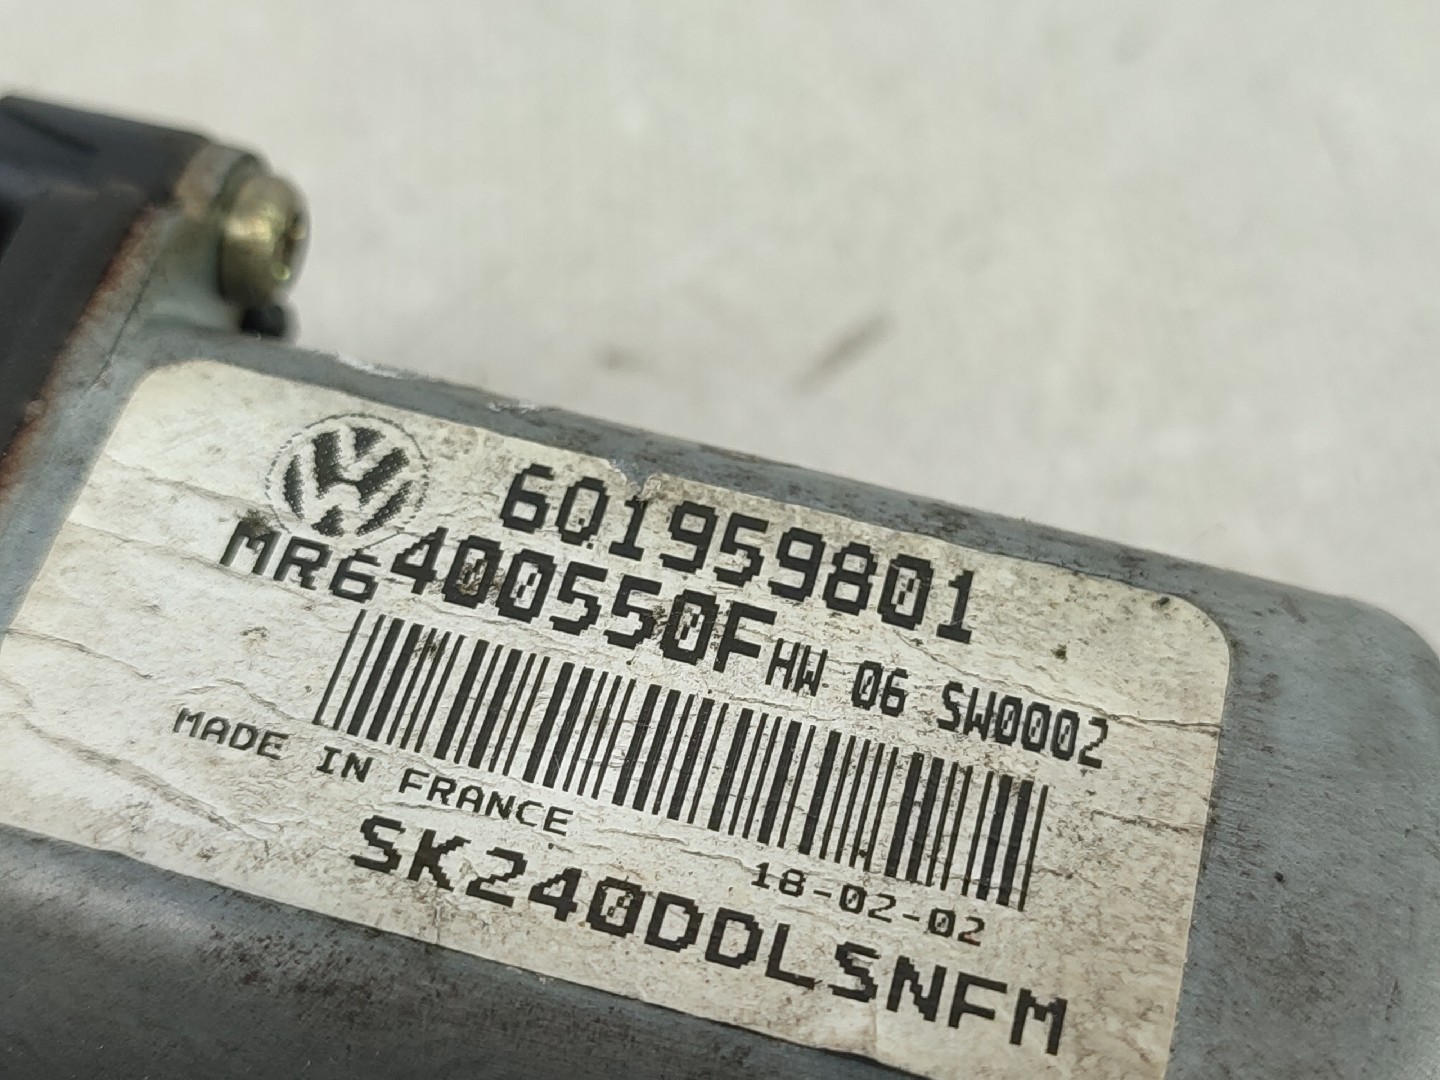 601959801
MR6400550F HW 06 SW0002
MADE IN FRANCE
18-02-02
SK240DDLSNFM